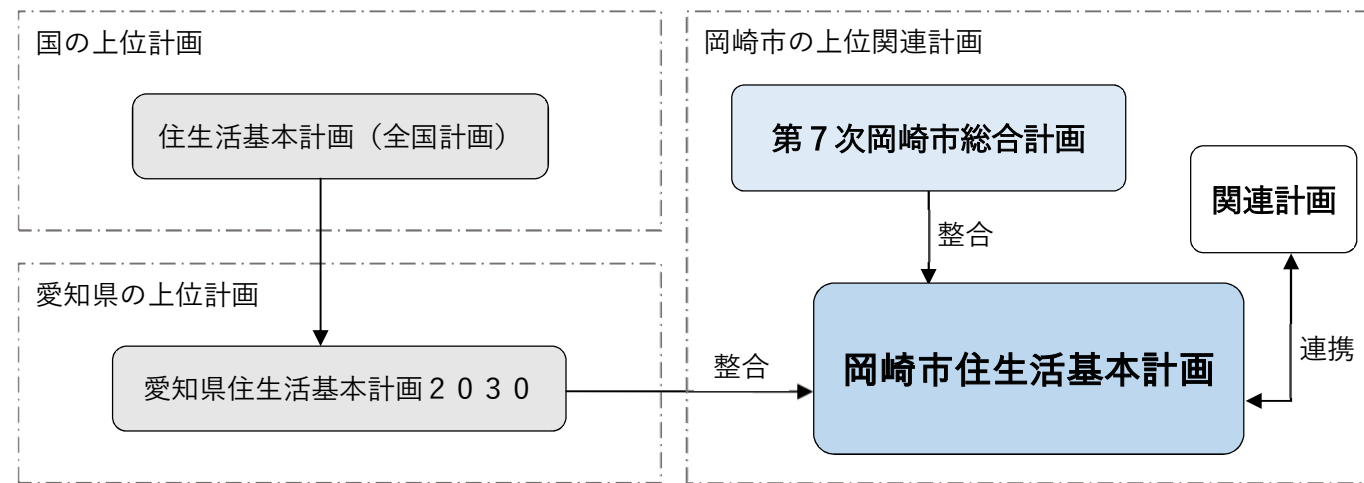 国の上位計画
住生活基本計画（全国計画）
愛知県の上位計画
愛知県住生活基本計画２０３０
整合
岡崎市の上位関連計画
第７次岡崎市総合計画
整合
関連計画
連携
岡崎市住生活基本計画